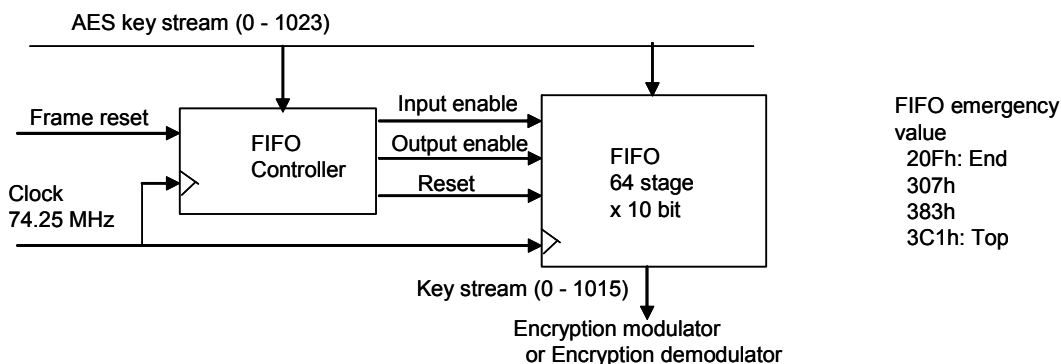 AES key stream (0 - 1023)
Frame reset
FIFO
Controller
Input enable
Output enable
Reset
FIFO
64 stage
x 10 bit
FIFO emergency
value
20Fh: End
307h
383h
3C1h: Top
Clock
74.25 MHz
Key stream (0 - 1015)
Encryption modulator
or Encryption demodulator